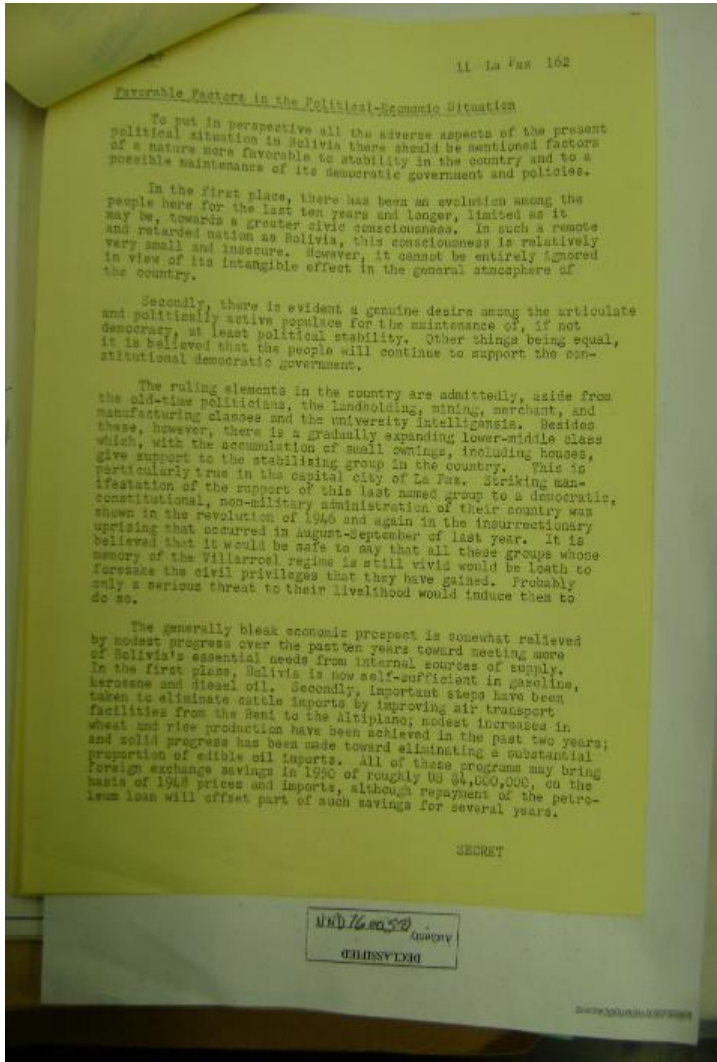 11 La Paz 162
Favorable Factors in the Political-Economic Situation
To put in perspective all the adverse aspects of the present
political situation in Bolivia there should be mentioned factors
of a nature more favorable to stability in the country and to a
possible maintenance of its democratic government and policies.
In the first place, there has been an evolution among the
people here for the last ten years and longer, limited as it
may be, towards a greater civic consciousness. In such a remote
and retarded nation as Bolivia, this consciousness is relatively
very small and insecure. However, it cannot be entirely ignored
in view of its intangible effect in the general atmosphere of
the country.
Secondly, there is evident a genuine desire among the articulate
and politically active populace for the maintenance of, if not
democracy, at least political stability. Other things being equal,
it is believed that the people will continue to support the con-
stitutional democratic government.
The ruling elements in the country are admittedly, aside from
the old-time politicians, the landholding, mining, merchant, and
manufacturing classes and the university intelligansia. Besides
these, however, there is a gradually expanding lower-middle class
which, with the accumulation of small ownings, including houses,
give support to the stabilizing group in the country. This is
particularly true in the capital city of La Paz. Striking man-
ifestation of the support of this last named group to a democratic,
constitutional, non-military administration of their country was
shown in the revolution of 1946 and again in the insurrectionary
uprising that occurred in August-September of last year. It is
believed that it would be safe to say that all these groups whose
memory of the Villarroel regime is still vivid would be loath to
foresake the civil privileges that they have gained. Probably
only a serious threat to their livelihood would induce them to
do so.
The generally bleak economic prospect is somewhat relieved
by modest progress over the past ten years toward meeting more
of Bolivia's essential needs from internal sources of supply.
In the first place, Bolivia is now self-sufficient in gasoline,
kerosene and diesel oil. Secondly, important steps have been
taken to eliminate cattle imports by improving air transport
facilities from the Beni to the Altiplano; modest increases in
wheat and rice production have been achieved in the past two years;
and solid progress has been made toward eliminating a substantial
proportion of edible oil imports. All of these programs may bring
foreign exchange savings in 1950 of roughly US $4,000,000, on the
basis of 1948 prices and imports, although repayment of the petro-
leum loan will offset part of such savings for several years.
SECRET
DECLASSIFIED
Authority
NND 760050